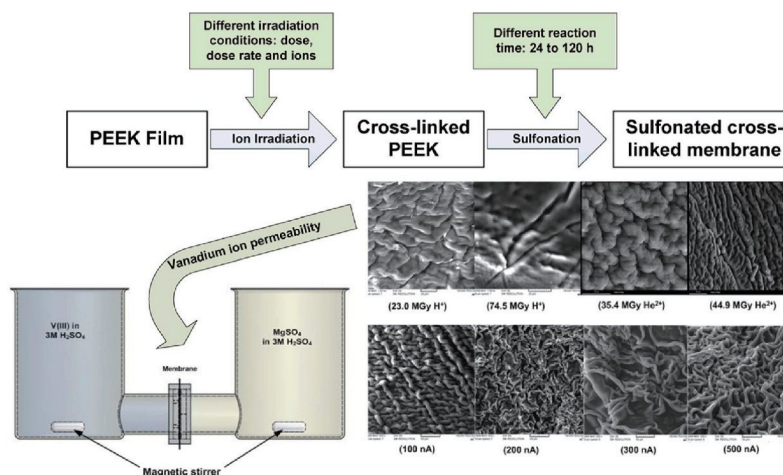 Different irradiation
conditions: dose,
dose rate and ions
Different reaction
time: 24 to 120 h
PEEK Film
Ion Irradiation
Cross-linked
PEEK
Sulfonation
Sulfonated cross-
linked membrane
Vanadium ion permeability
(23.0 MGy H⁺)
(74.5 MGy H⁺)
(35.4 MGy He²⁺)
(44.9 MGy He²⁺)
V(III) in
3M H₂SO₄
MgSO₄
in 3M H₂SO₄
Membrane
(100 nA)
(200 nA)
(300 nA)
(500 nA)
Magnetic stirrer